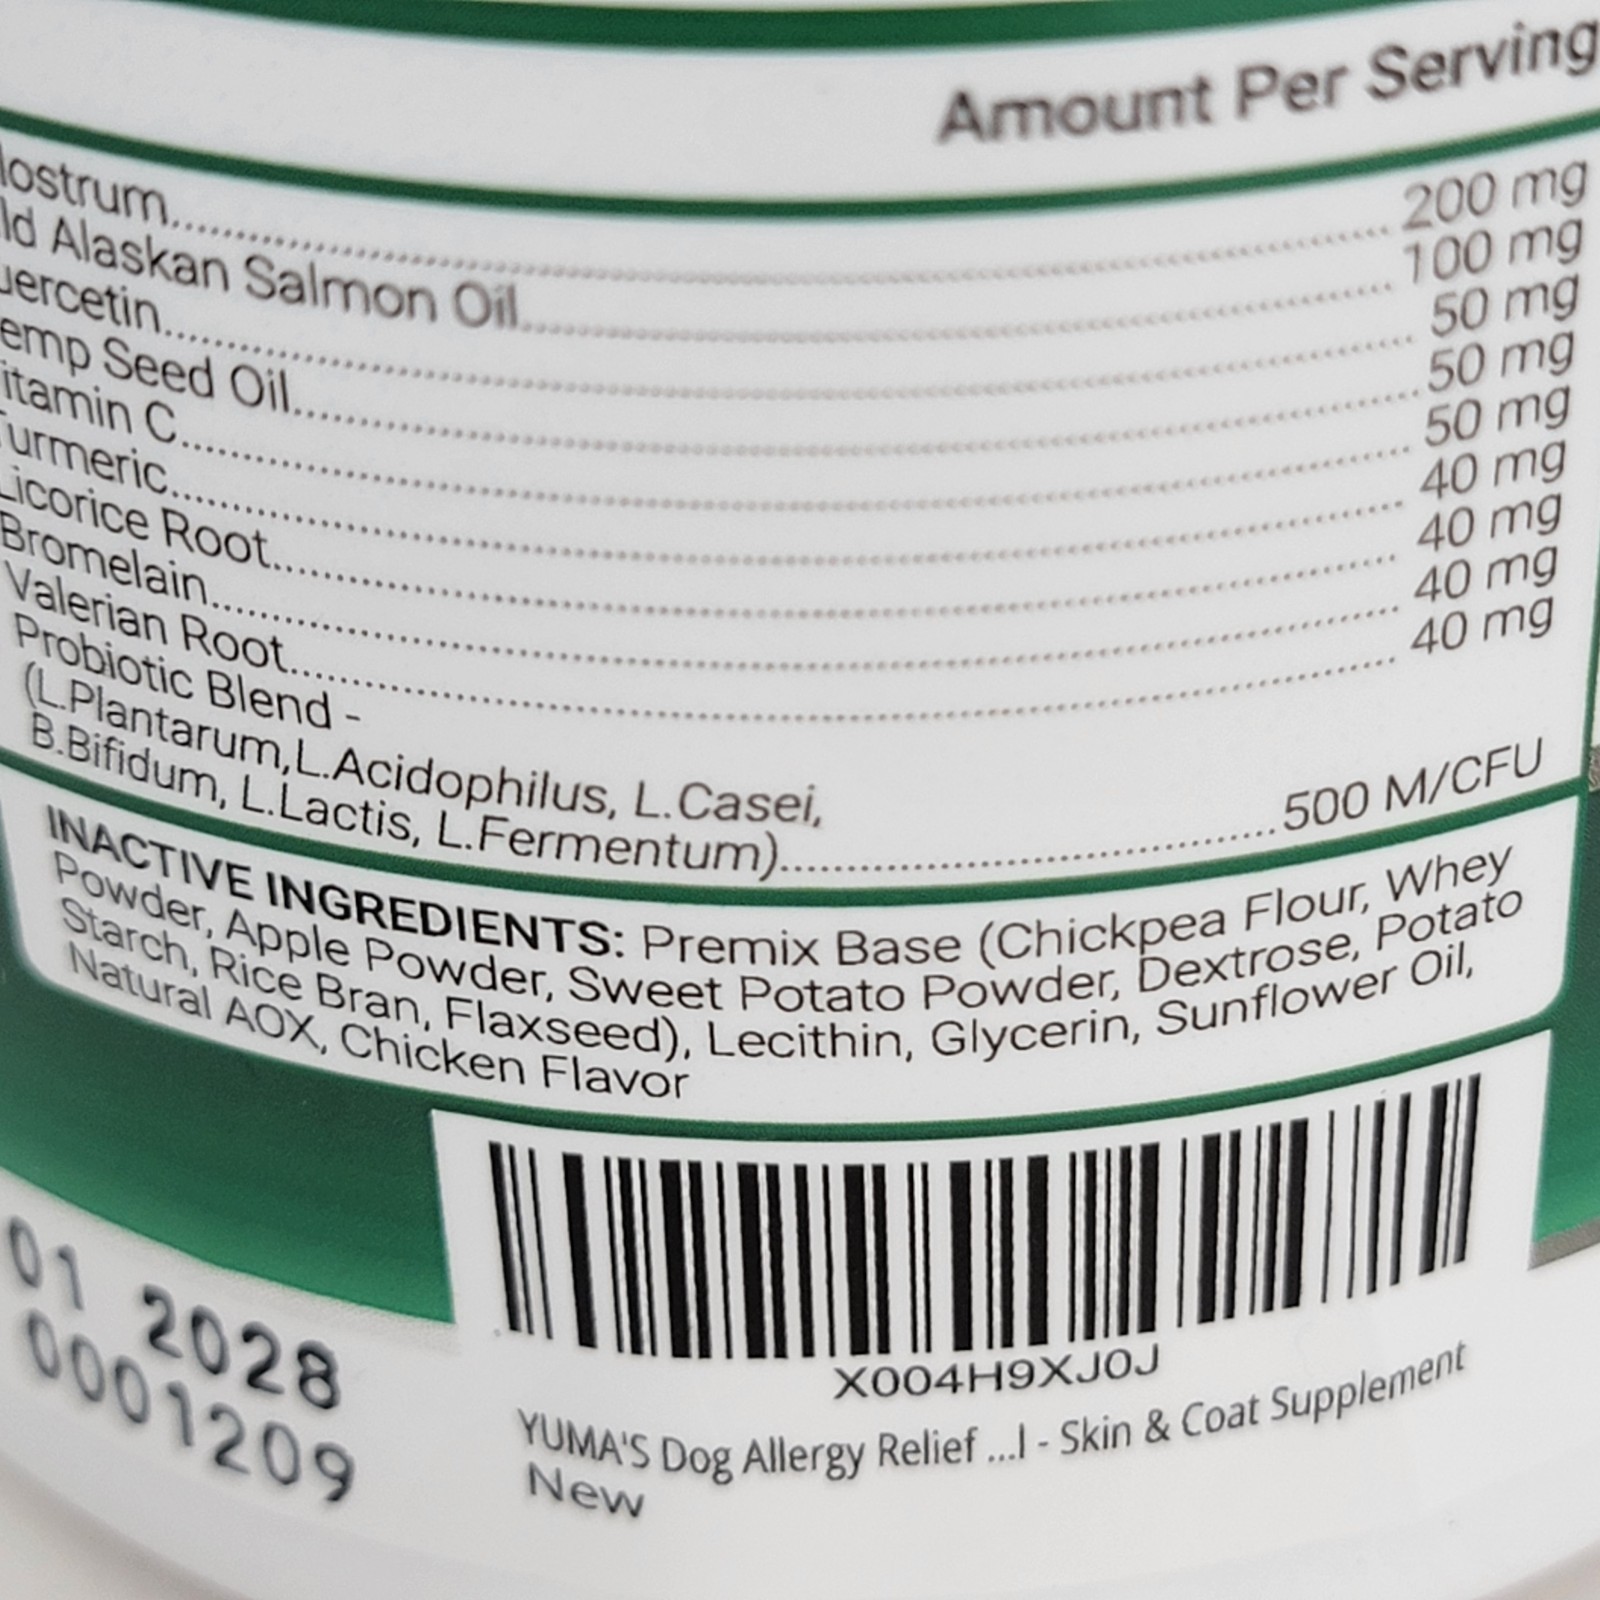 Amount Per Serving
lostrum........ 200 mg
ld Alaskan Salmon Oil........ 100 mg
uercetin........ 50 mg
emp Seed Oil........ 50 mg
itamin C........ 50 mg
Turmeric........ 40 mg
Licorice Root........ 40 mg
Bromelain........ 40 mg
Valerian Root........ 40 mg
Probiotic Blend -
(L.Plantarum,L.Acidophilus, L.Casei,
B.Bifidum, L.Lactis, L.Fermentum)........ 500 M/CFU
INACTIVE INGREDIENTS: Premix Base (Chickpea Flour, Whey
Powder, Apple Powder, Sweet Potato Powder, Dextrose, Potato
Starch, Rice Bran, Flaxseed), Lecithin, Glycerin, Sunflower Oil,
Natural AOX, Chicken Flavor
01 2028
0001209
X004H9XJ0J
YUMA'S Dog Allergy Relief ...l - Skin & Coat Supplement
New